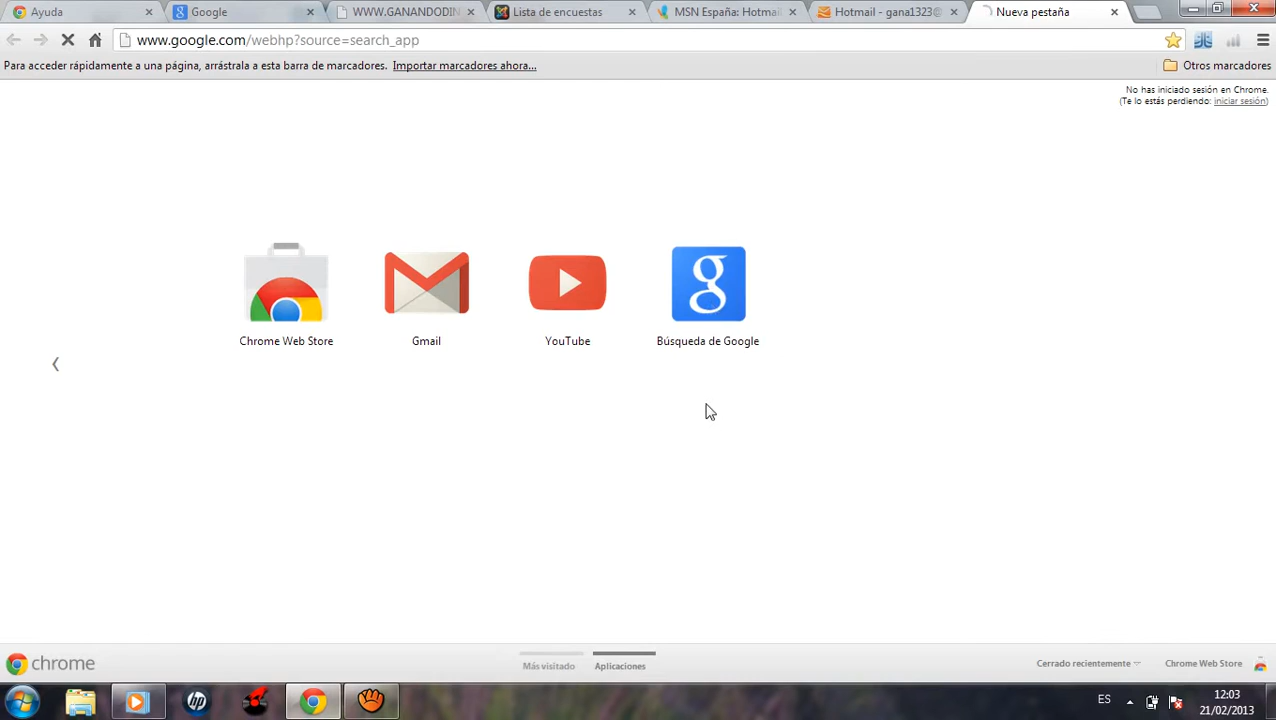 Ayuda
Google
WWW.GANANDODIN
Lista de encuestas
MSN España: Hotmai
Hotmail - gana1323@
Nueva pestaña
www.google.com/webhp?source=search_app
Para acceder rápidamente a una página, arrástrala a esta barra de marcadores. Importar marcadores ahora...
Otros marcadores
No has iniciado sesión en Chrome.
(Te lo estás perdiendo: iniciar sesión)
Chrome Web Store
Gmail
YouTube
Búsqueda de Google
chrome
Más visitado
Aplicaciones
Cerrado recientemente
Chrome Web Store
ES
12:03
21/02/2013